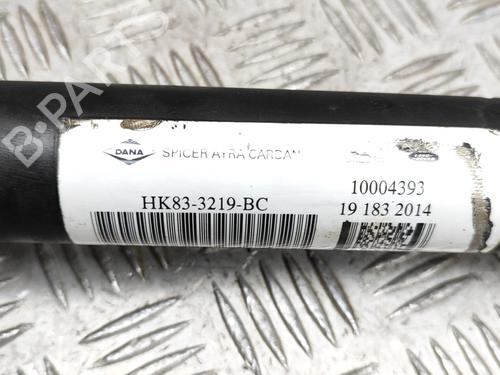 B-PARTS
DANA SPICER AYRA CARDAN
HK83-3219-BC
10004393
19 183 2014